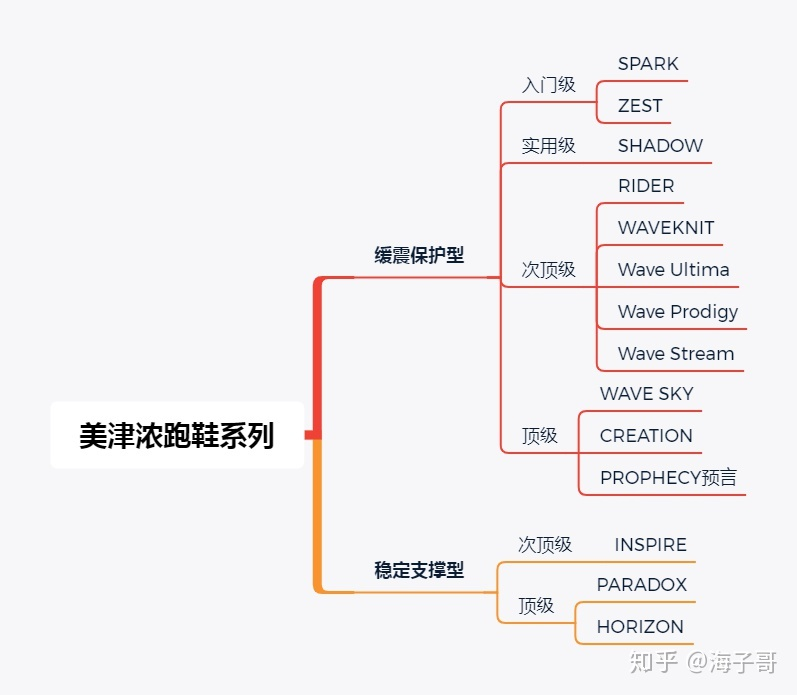 美津浓跑鞋系列
缓震保护型
入门级
SPARK
ZEST
实用级
SHADOW
次顶级
RIDER
WAVEKNIT
Wave Ultima
Wave Prodigy
Wave Stream
顶级
WAVE SKY
CREATION
PROPHECY预言
稳定支撑型
次顶级
INSPIRE
顶级
PARADOX
HORIZON
知乎 @海子哥